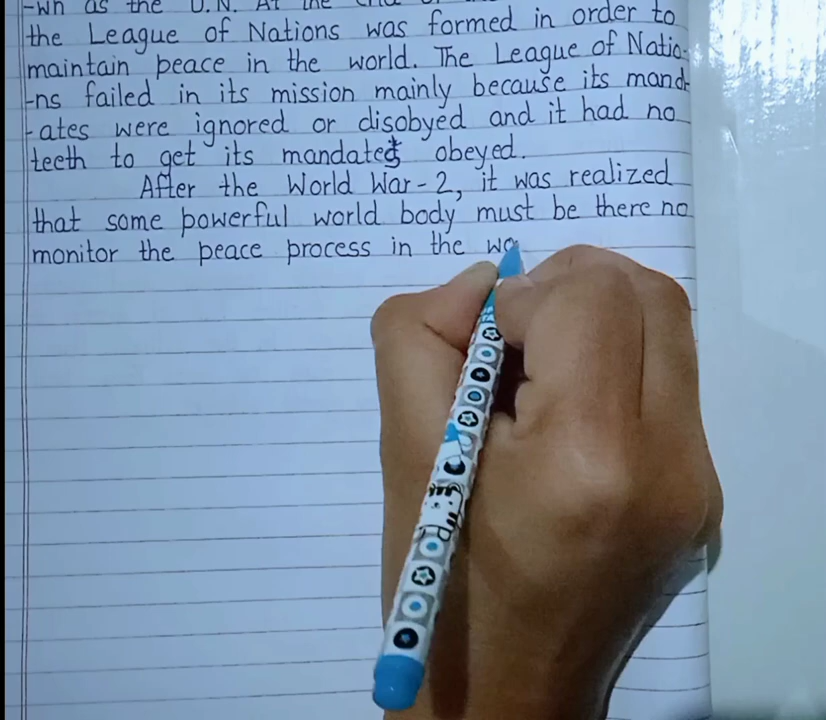 -wn as the U.N. At the end of
the League of Nations was formed in order to
maintain peace in the world. The League of Natio-
-ns failed in its mission mainly because its mand-
-ates were ignored or disobyed and it had no
teeth to get its mandates obeyed.
After the World War-2, it was realized
that some powerful world body must be there no
monitor the peace process in the wo